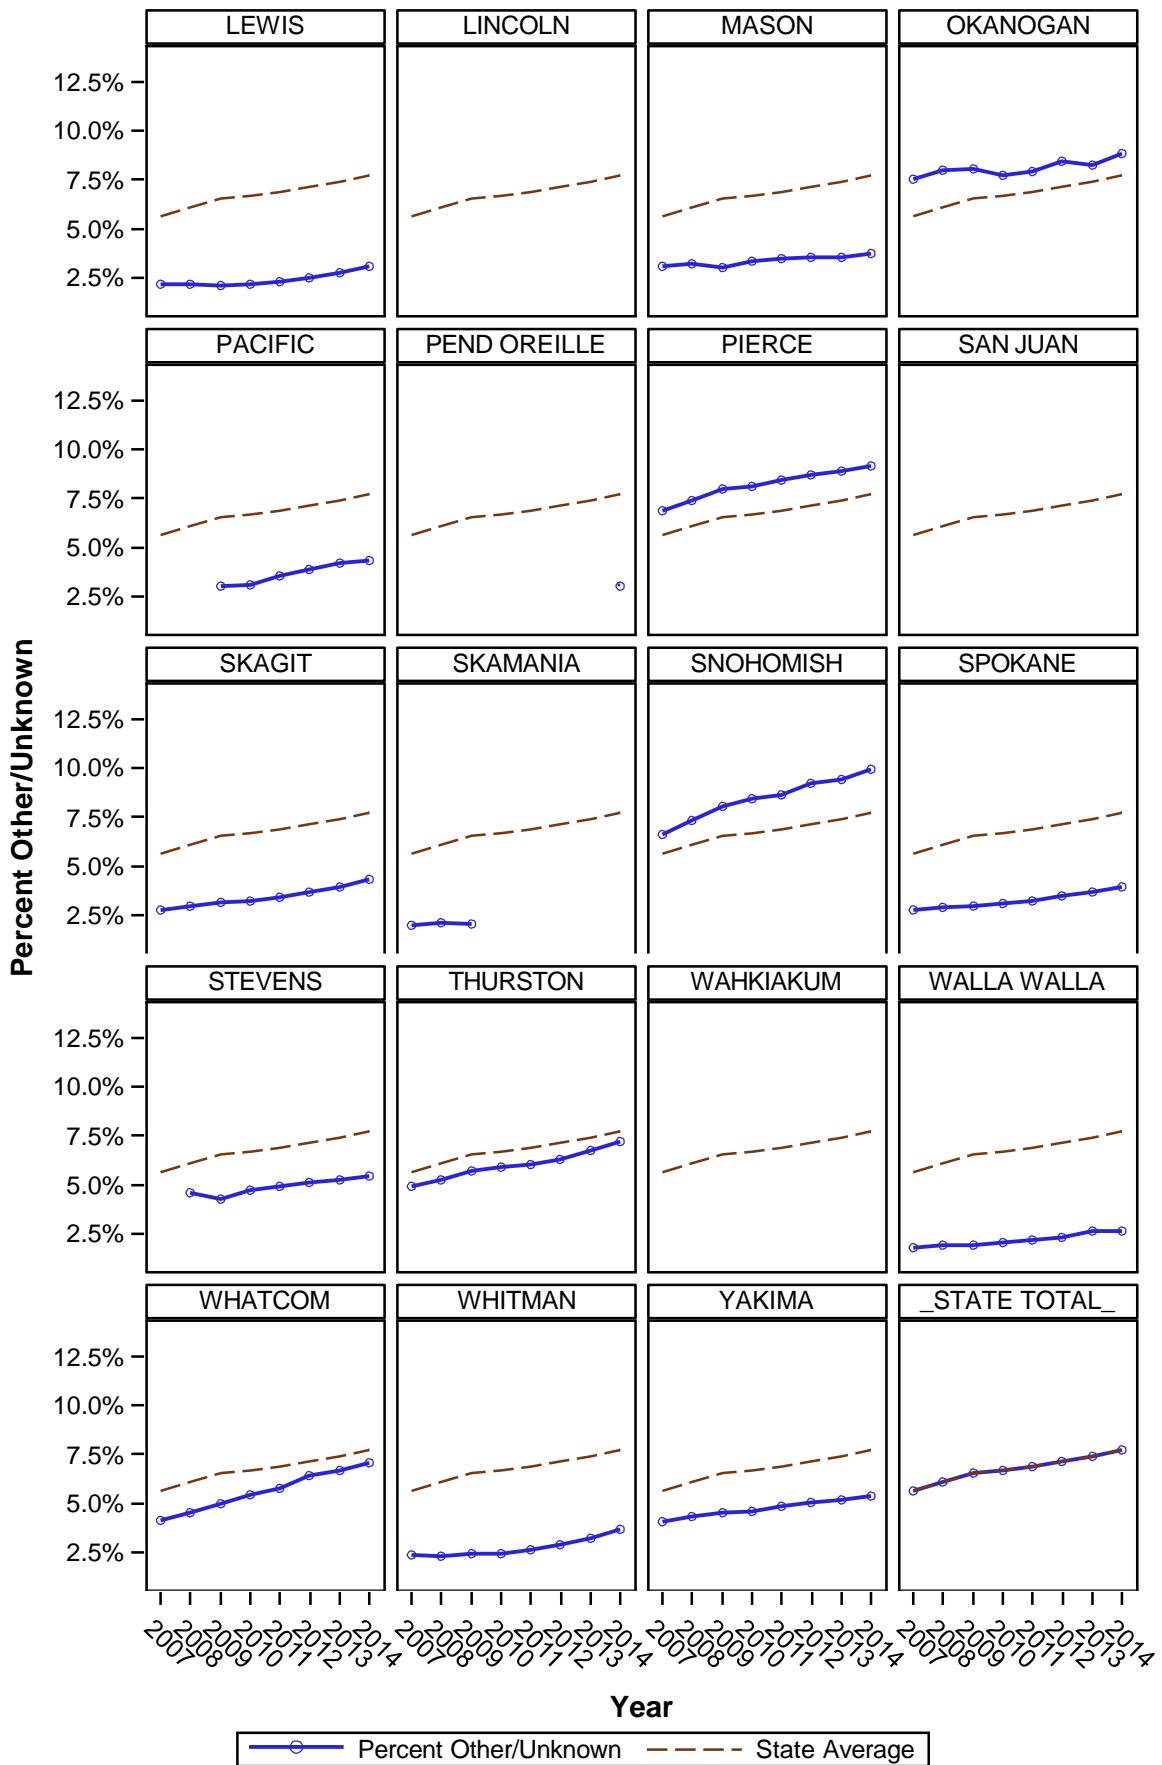 LEWIS LINCOLN MASON OKANOGAN
12.5%
10.0%
7.5%
5.0%
2.5%
PACIFIC PEND OREILLE PIERCE SAN JUAN
12.5%
10.0%
7.5%
5.0%
2.5%
SKAGIT SKAMANIA SNOHOMISH SPOKANE
12.5%
10.0%
7.5%
5.0%
2.5%
STEVENS THURSTON WAHKIAKUM WALLA WALLA
12.5%
10.0%
7.5%
5.0%
2.5%
WHATCOM WHITMAN YAKIMA _STATE TOTAL_
12.5%
10.0%
7.5%
5.0%
2.5%
Percent Other/Unknown
2007 2008 2009 2010 2011 2012 2013 2014 2007 2008 2009 2010 2011 2012 2013 2014 2007 2008 2009 2010 2011 2012 2013 2014 2007 2008 2009 2010 2011 2012 2013 2014
Year
Percent Other/Unknown State Average